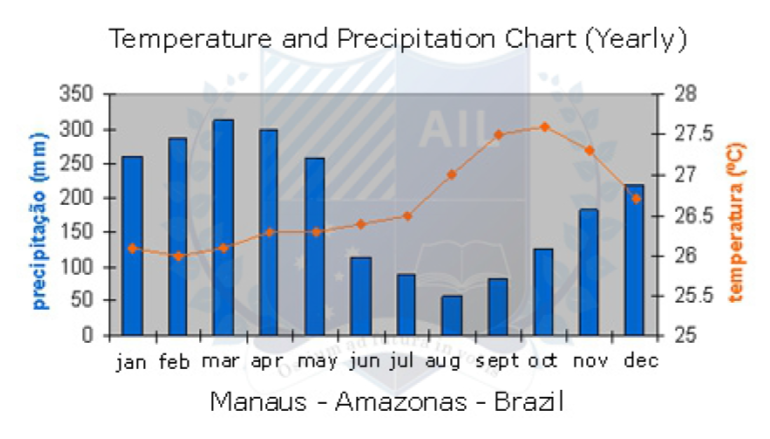 Temperature and Precipitation Chart (Yearly)
350 28
300 27.5
250 27
200 26.5
150 26
100 25.5
50 25
0
precipitação (mm)
temperatura (ºC)
AIL
jan feb mar apr may jun jul aug sept oct nov dec
Manaus - Amazonas - Brazil